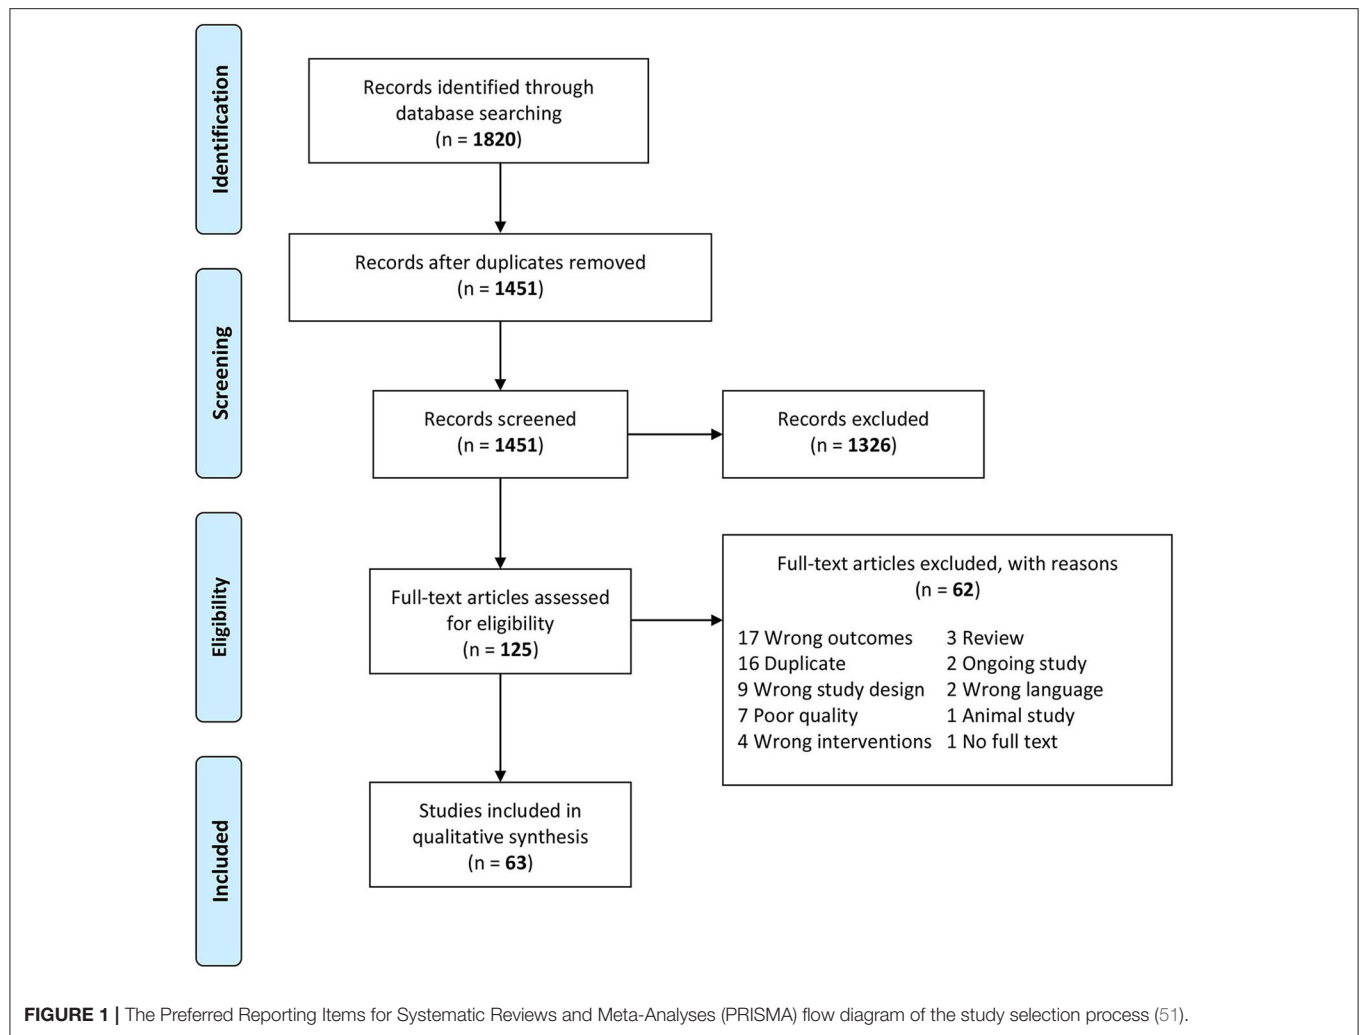 Identification
Records identified through
database searching
(n = 1820)
Records after duplicates removed
(n = 1451)
Screening
Records screened
(n = 1451)
Records excluded
(n = 1326)
Eligibility
Full-text articles assessed
for eligibility
(n = 125)
Full-text articles excluded, with reasons
(n = 62)
17 Wrong outcomes
16 Duplicate
9 Wrong study design
7 Poor quality
4 Wrong interventions
3 Review
2 Ongoing study
2 Wrong language
1 Animal study
1 No full text
Included
Studies included in
qualitative synthesis
(n = 63)
FIGURE 1 | The Preferred Reporting Items for Systematic Reviews and Meta-Analyses (PRISMA) flow diagram of the study selection process (51).